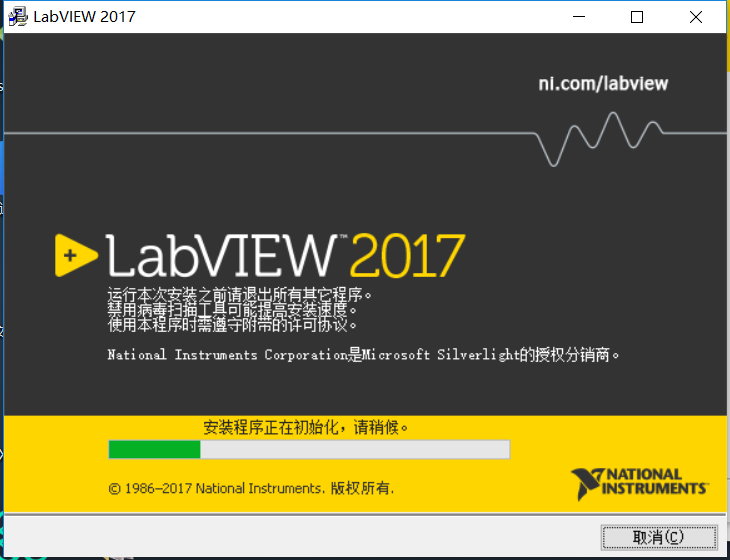 LabVIEW 2017
ni.com/labview
LabVIEW™ 2017
运行本次安装之前请退出所有其它程序。
禁用病毒扫描工具可能提高安装速度。
使用本程序时需遵守附带的许可协议。
National Instruments Corporation是Microsoft Silverlight的授权分销商。
安装程序正在初始化，请稍候。
© 1986–2017 National Instruments. 版权所有.
NATIONAL
INSTRUMENTS™
取消(C)